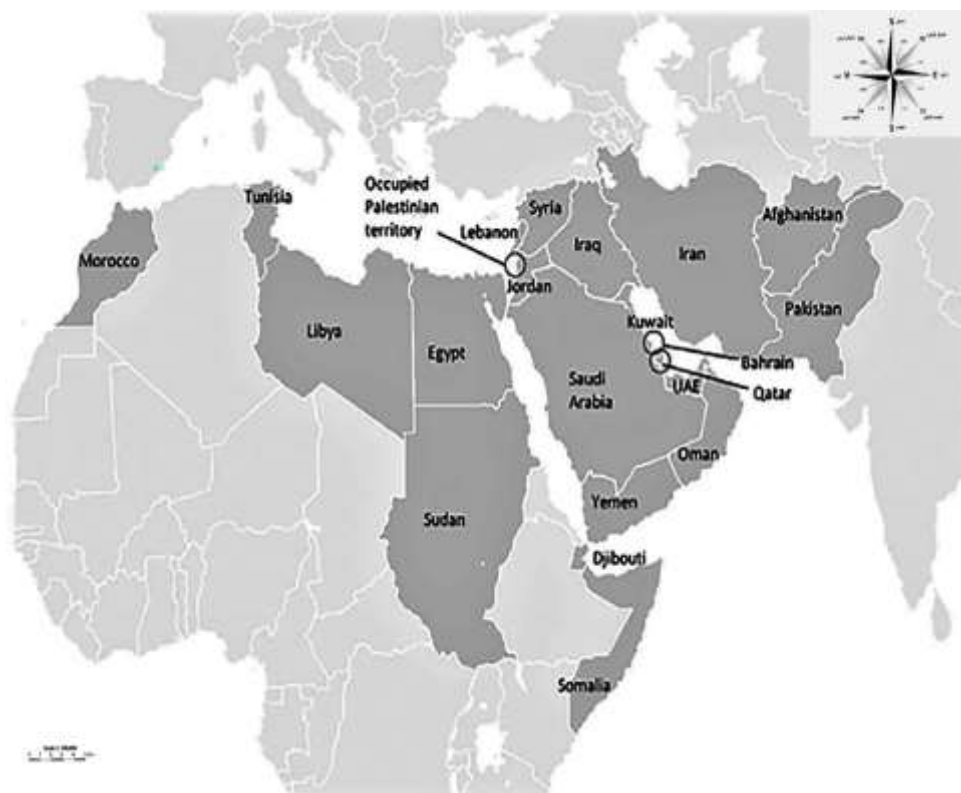 Tunisia
Occupied
Palestinian
territory
Lebanon
Syria
Afghanistan
Morocco
Iraq
Iran
Jordan
Pakistan
Libya
Kuwait
Egypt
Bahrain
Saudi
Arabia
UAE
Qatar
Oman
Yemen
Sudan
Djibouti
Somalia